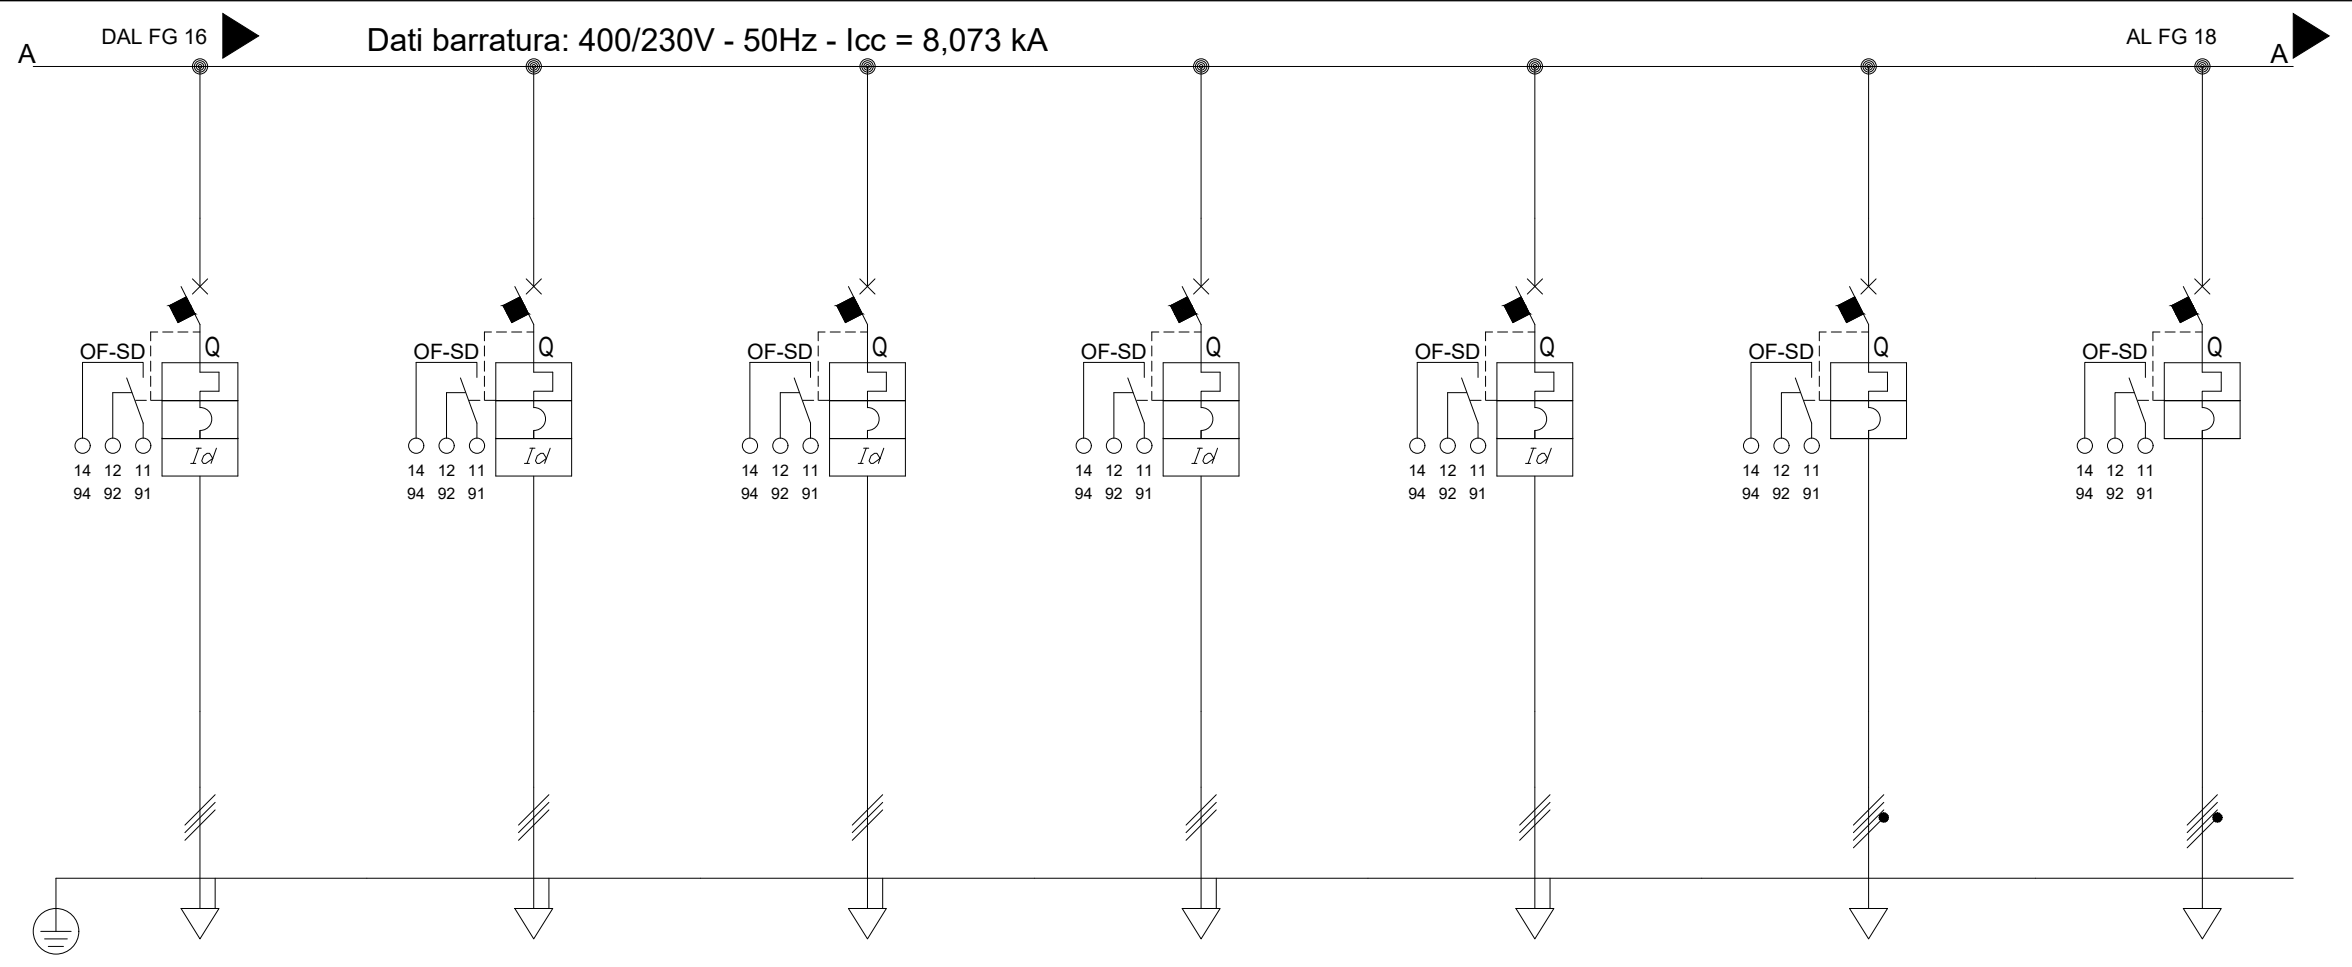 A DAL FG 16 Dati barratura: 400/230V - 50Hz - Icc = 8,073 kA AL FG 18 A
OF-SD Q OF-SD Q OF-SD Q OF-SD Q OF-SD Q OF-SD Q OF-SD Q
Id Id Id Id Id
14 12 11 14 12 11 14 12 11 14 12 11 14 12 11 14 12 11 14 12 11
94 92 91 94 92 91 94 92 91 94 92 91 94 92 91 94 92 91 94 92 91